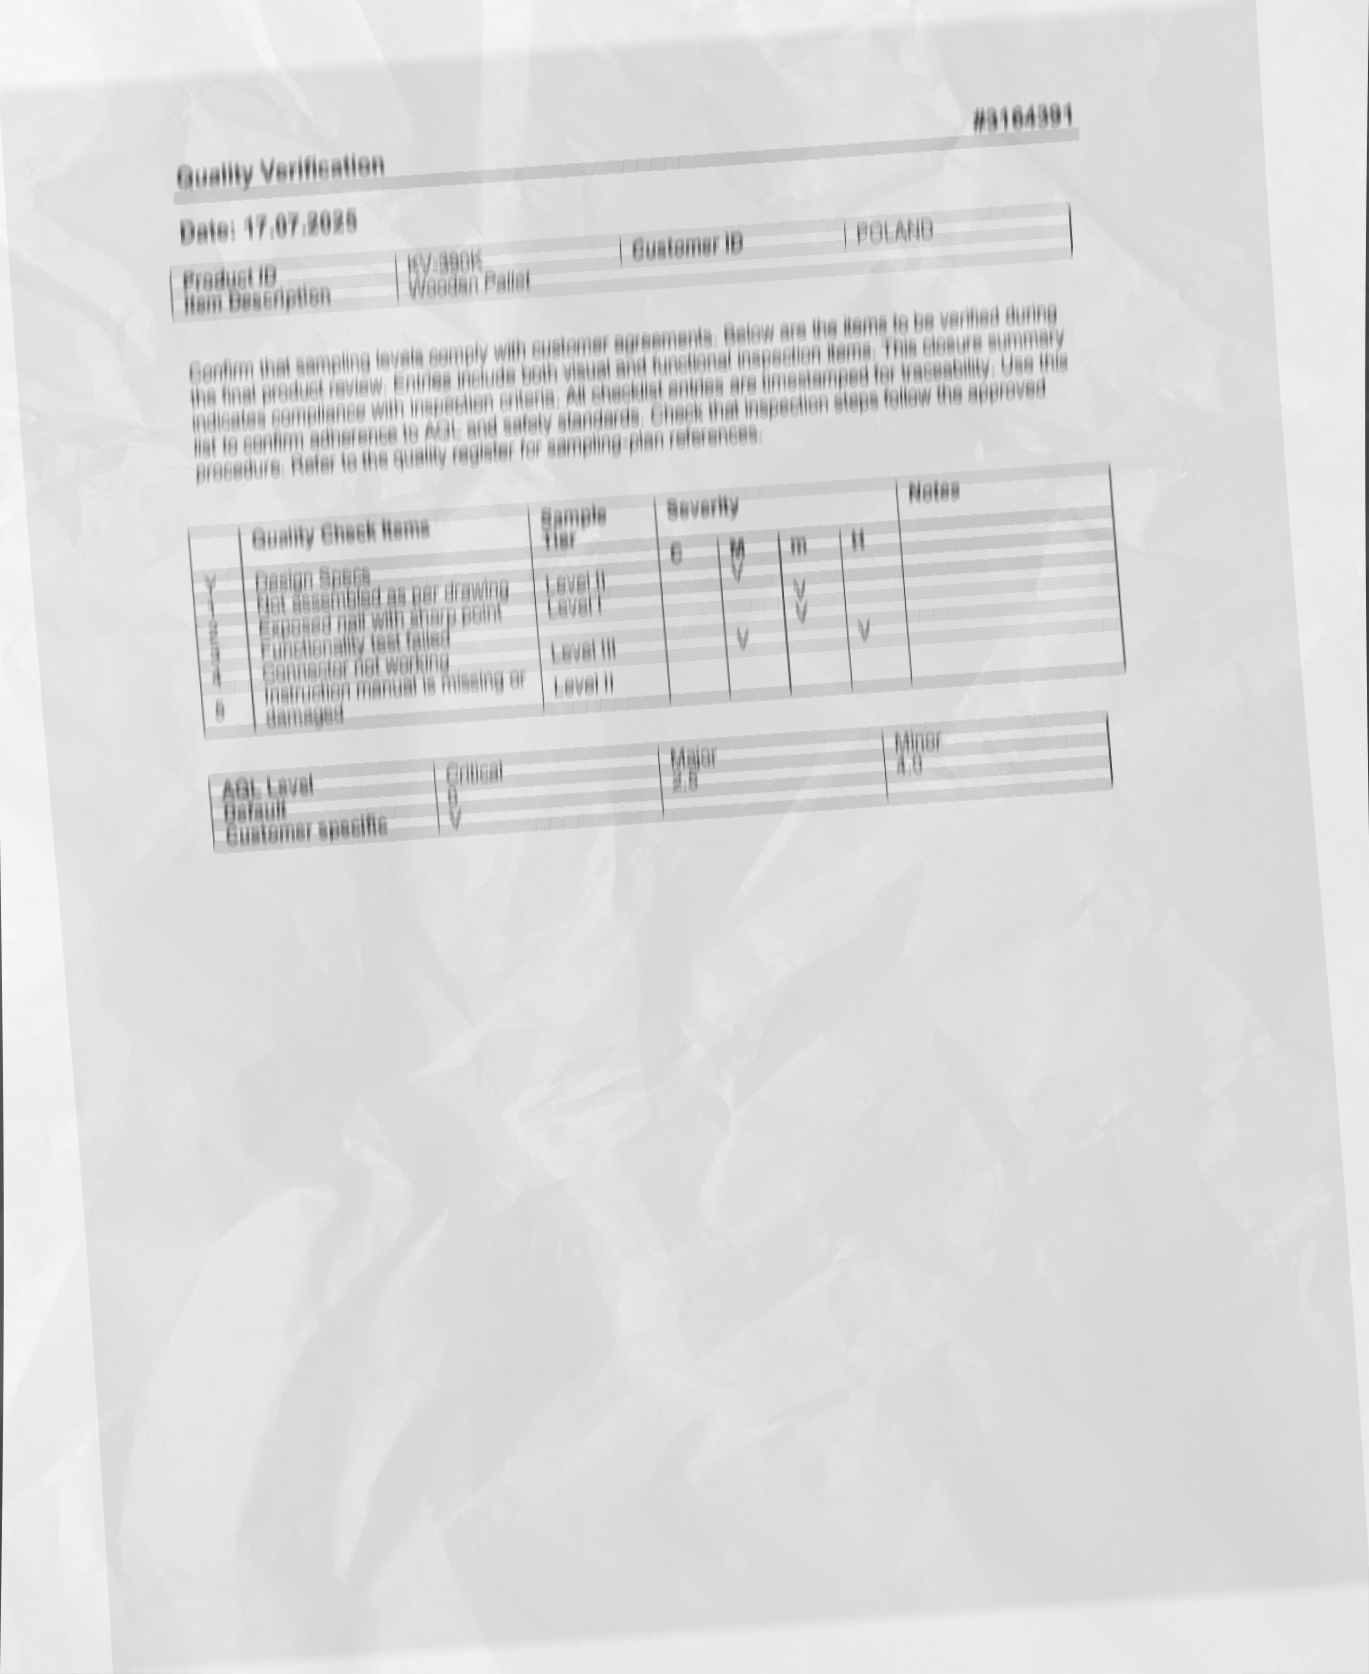 #3164391
Quality Verification
Date: 17.07.2025
Product ID KV-390K Customer ID POLAND
Item Description Wooden Pallet
Confirm that sampling levels comply with customer agreements. Below are the items to be verified during
the final product review. Entries include both visual and functional inspection items. This closure summary
indicates compliance with inspection criteria. All checklist entries are timestamped for traceability. Use this
list to confirm adherence to AQL and safety standards. Check that inspection steps follow the approved
procedure. Refer to the quality register for sampling-plan references.
Quality Check Items Sample Tier Severity Notes
C M m H
Y Design Specs V
1 Not assembled as per drawing Level II V
2 Exposed nail with sharp point Level I V
3 Functionality test failed V V
4 Connector not working Level III
Instruction manual is missing or
damaged Level II
AQL Level Critical Major Minor
Default 0 2.5 4.0
Customer specific V